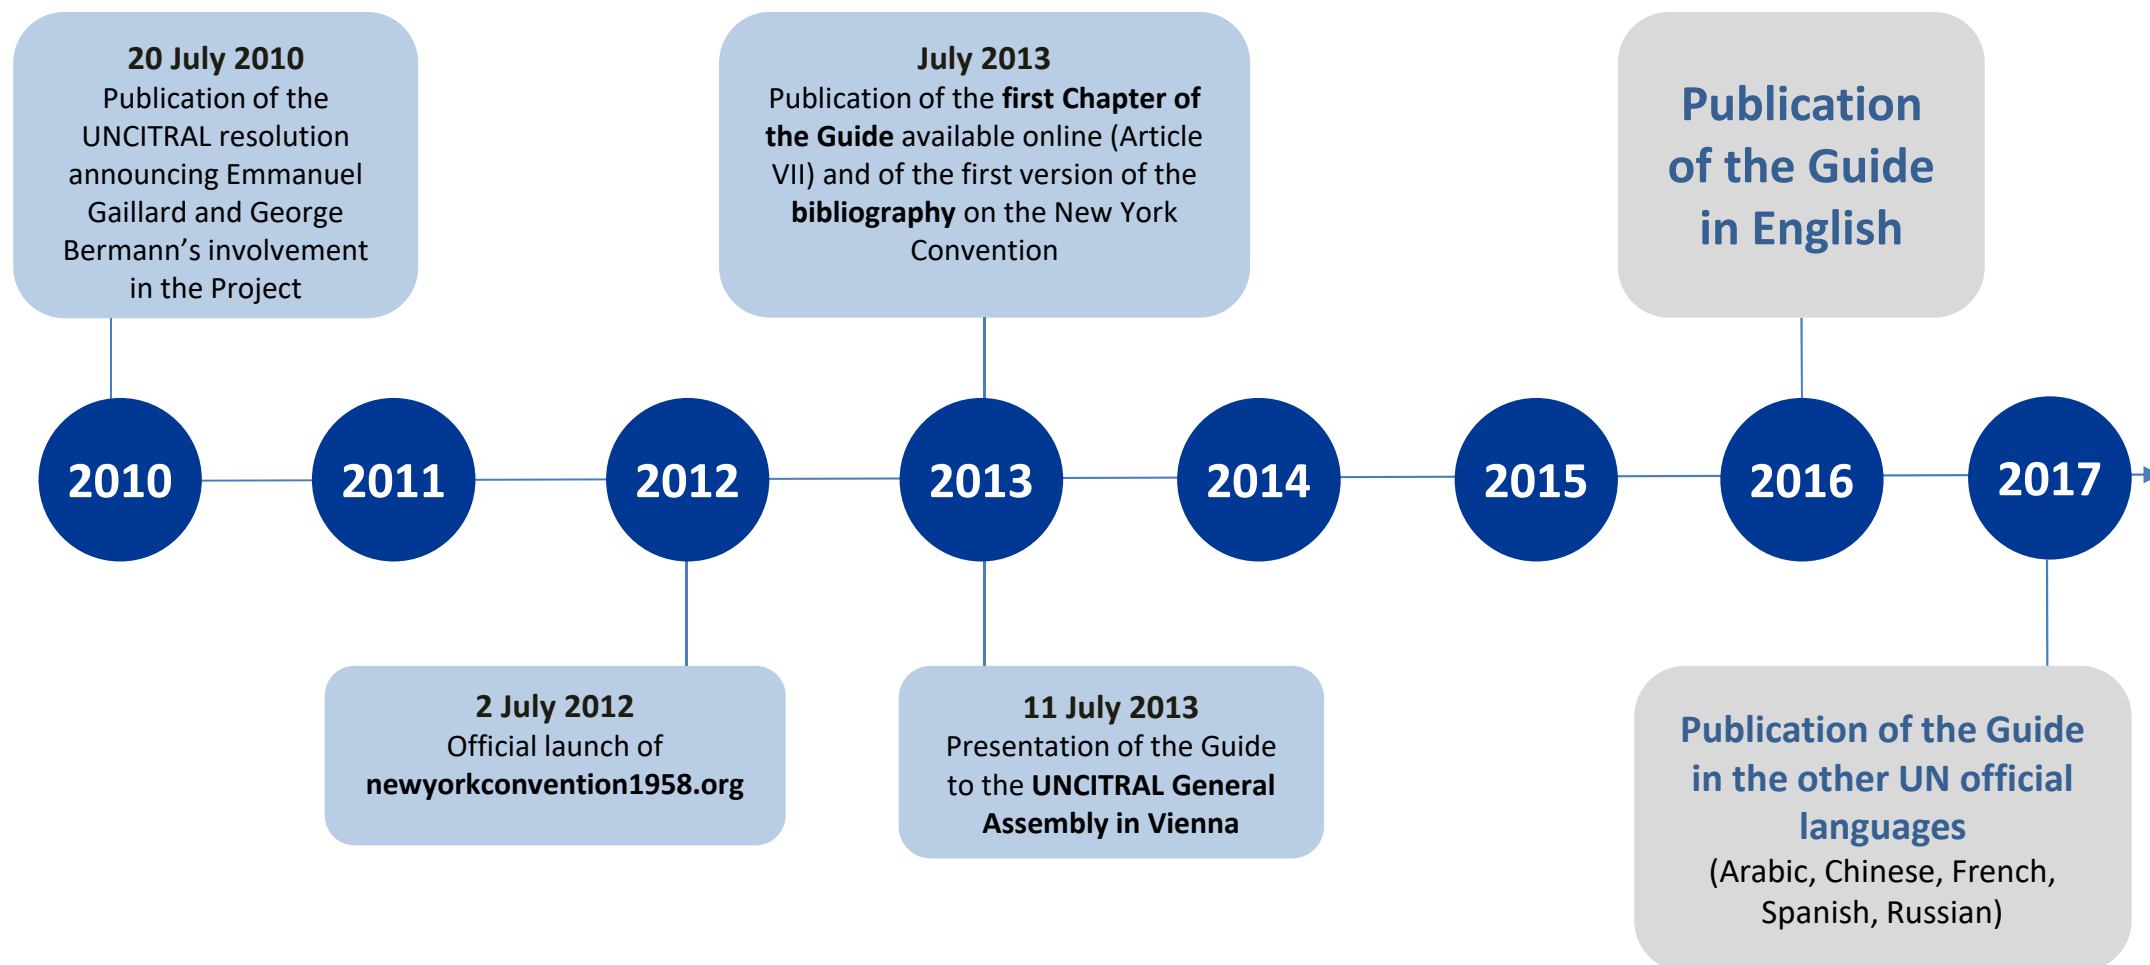 20 July 2010
Publication of the
UNCITRAL resolution
announcing Emmanuel
Gaillard and George
Bermann’s involvement
in the Project
July 2013
Publication of the first Chapter of
the Guide available online (Article
VII) and of the first version of the
bibliography on the New York
Convention
Publication
of the Guide
in English
2010
2011
2012
2013
2014
2015
2016
2017
2 July 2012
Official launch of
newyorkconvention1958.org
11 July 2013
Presentation of the Guide
to the UNCITRAL General
Assembly in Vienna
Publication of the Guide
in the other UN official
languages
(Arabic, Chinese, French,
Spanish, Russian)